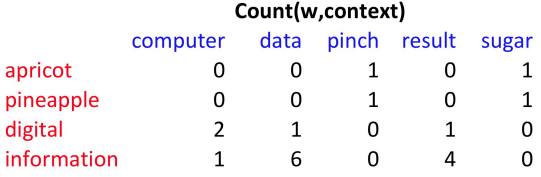 Count(w,context)
computer data pinch result sugar
apricot 0 0 1 0 1
pineapple 0 0 1 0 1
digital 2 1 0 1 0
information 1 6 0 4 0